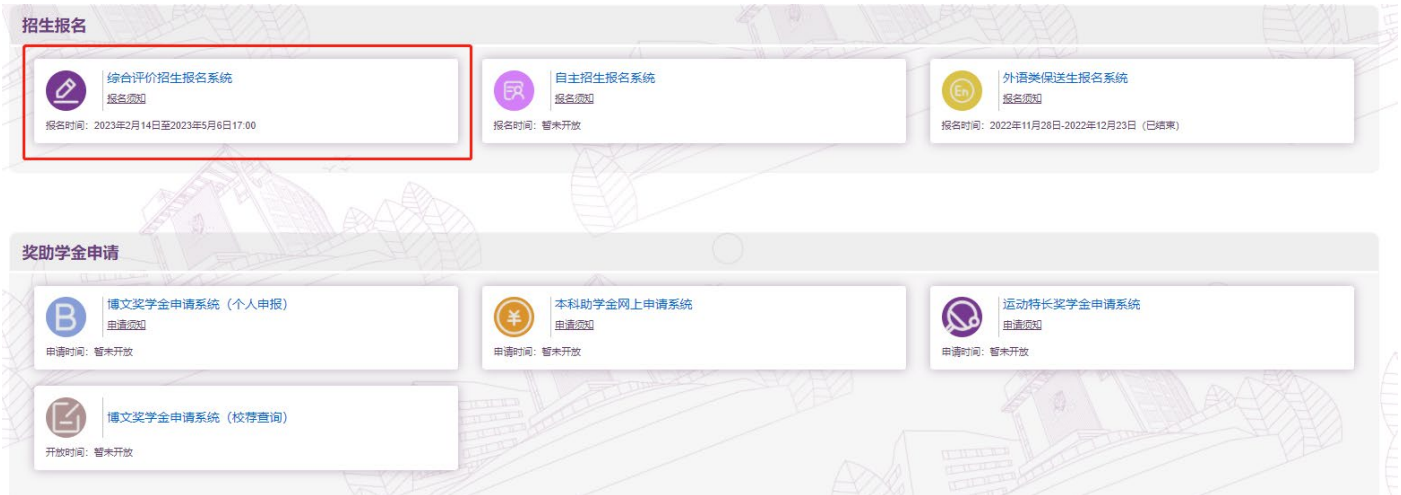 招生报名
综合评价招生报名系统
报名须知
报名时间：2023年2月14日至2023年5月6日17:00
自主招生报名系统
报名须知
报名时间：暂未开放
En
外语类保送生报名系统
报名须知
报名时间：2022年11月28日-2022年12月23日（已结束）
奖助学金申请
B
博文奖学金申请系统（个人申报）
申请须知
申请时间：暂未开放
¥
本科助学金网上申请系统
申请须知
申请时间：暂未开放
运动特长奖学金申请系统
申请须知
申请时间：暂未开放
博文奖学金申请系统（校荐查询）
开放时间：暂未开放